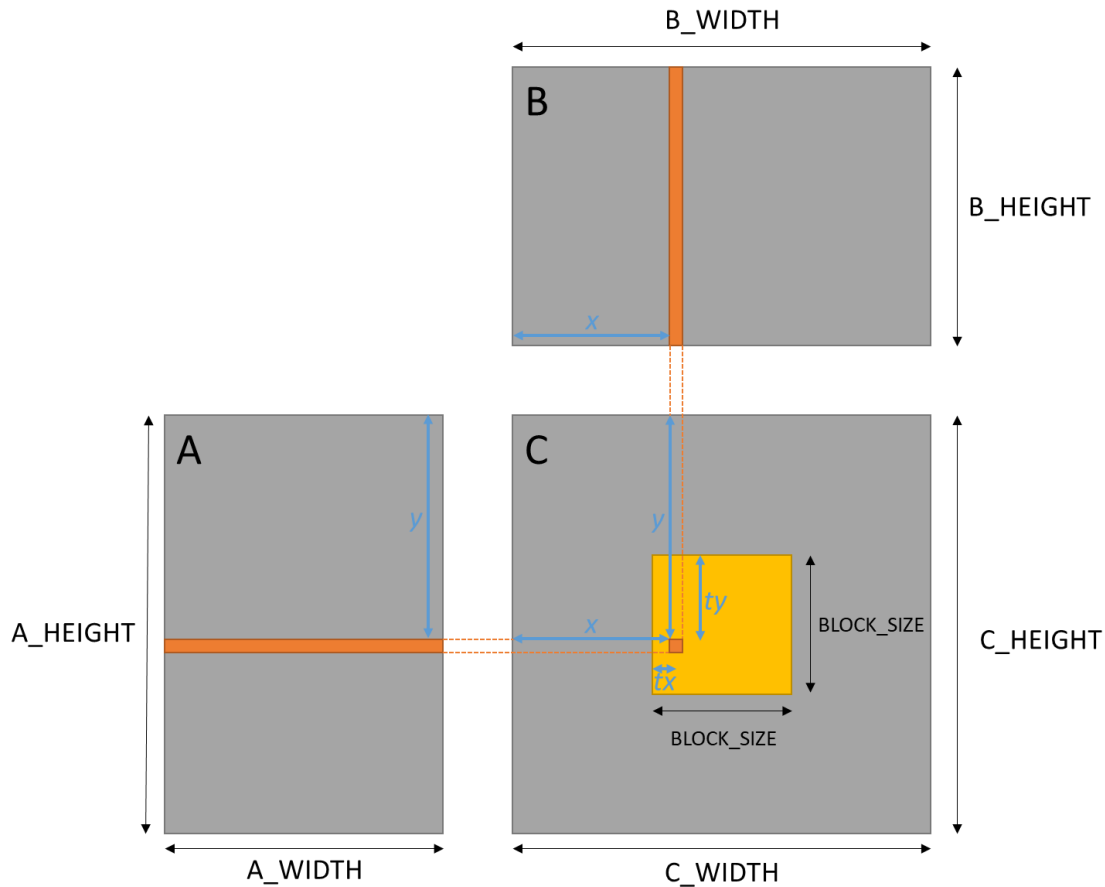 B_WIDTH
B
B_HEIGHT
x
A
C
y
y
ty
A_HEIGHT
x
BLOCK_SIZE
C_HEIGHT
tx
BLOCK_SIZE
A_WIDTH
C_WIDTH